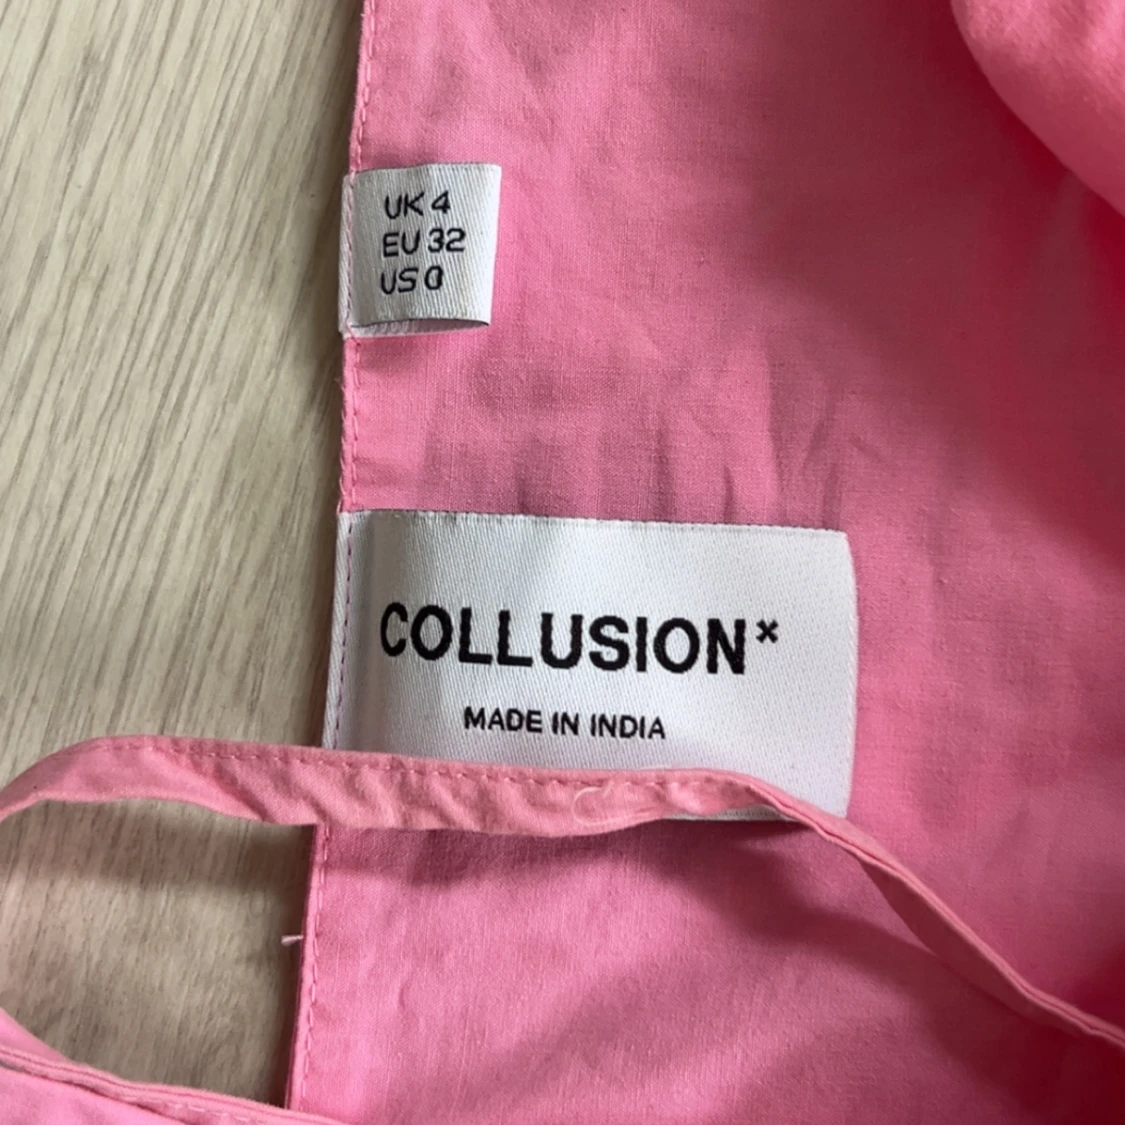 UK 4
EU 32
US 0
COLLUSION×
MADE IN INDIA